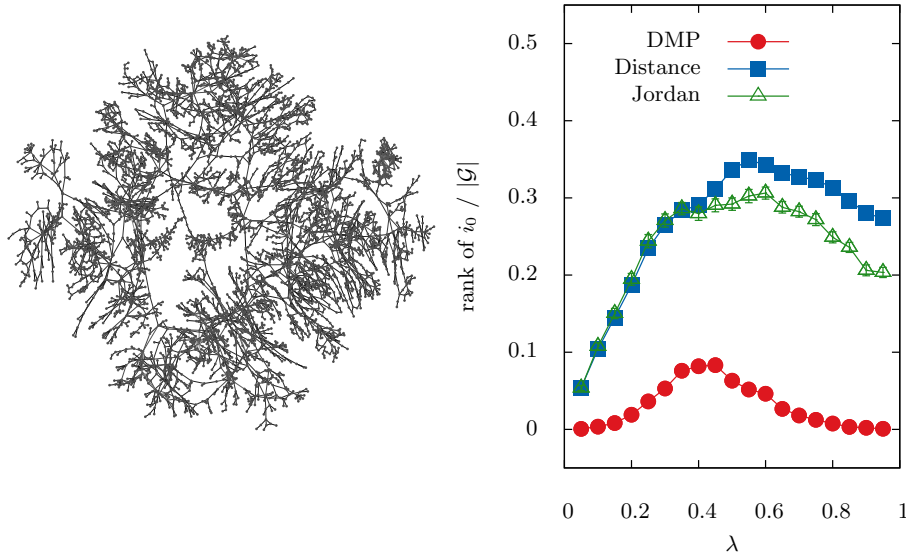 DMP
Distance
Jordan
rank of i₀ / |𝒢|
0.5
0.4
0.3
0.2
0.1
0
0 0.2 0.4 0.6 0.8 1
λ